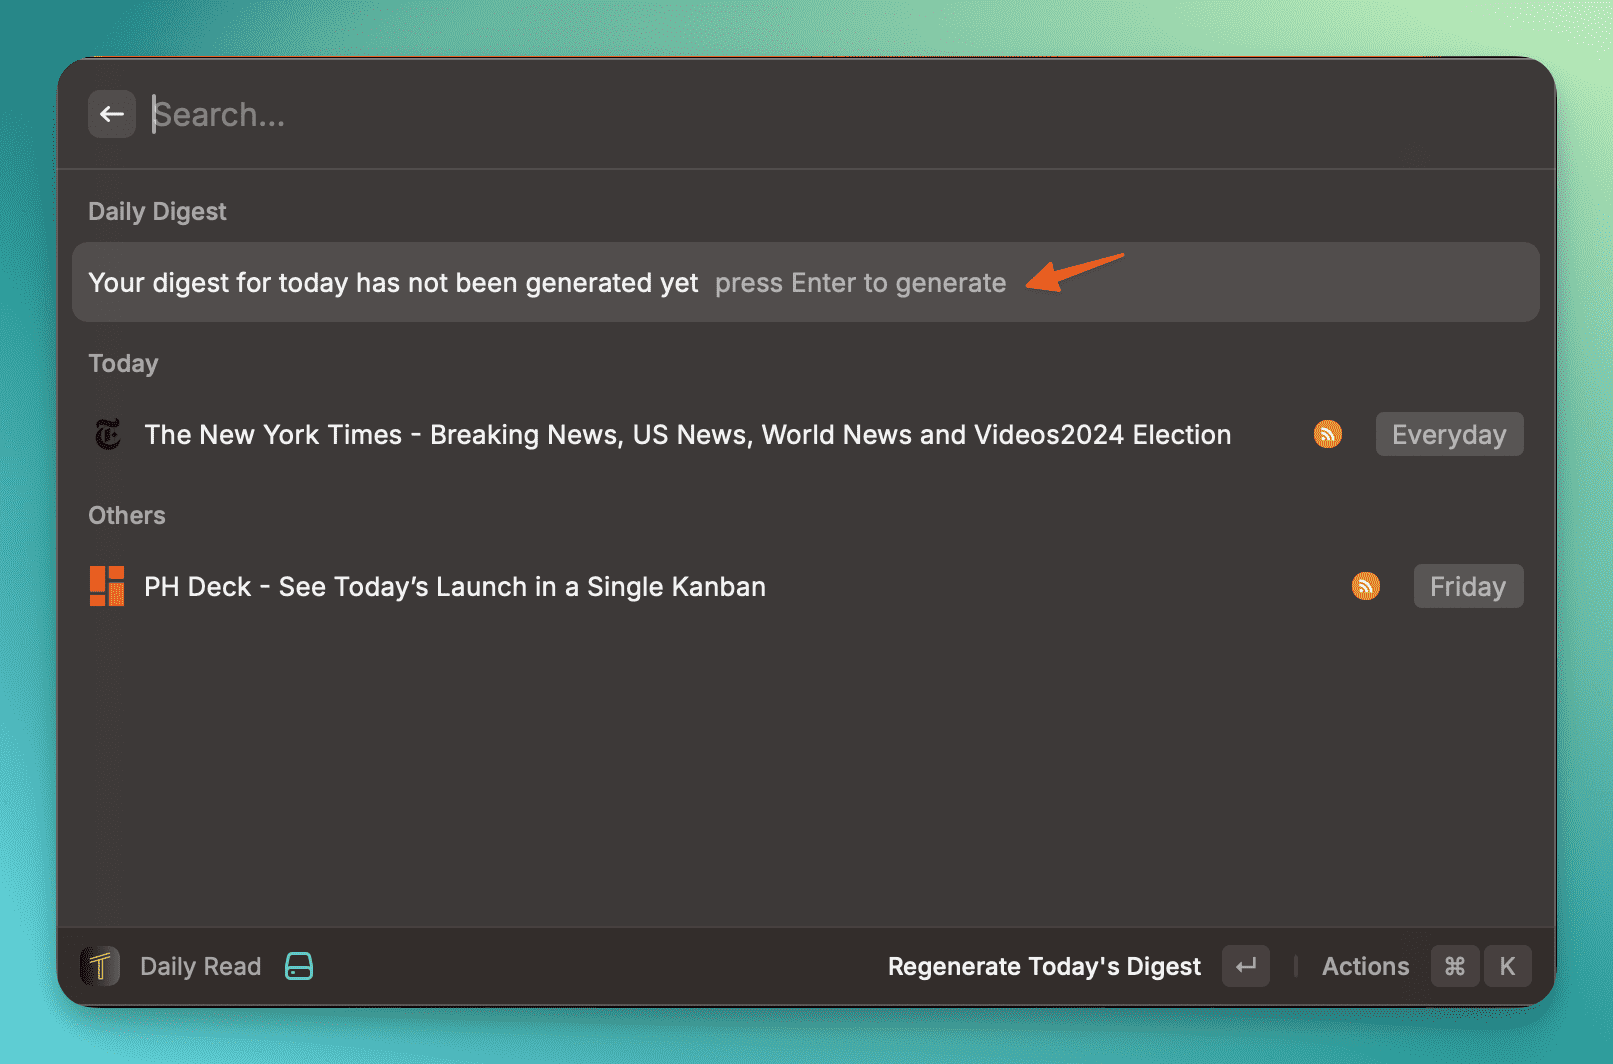 Search...
Daily Digest
Your digest for today has not been generated yet press Enter to generate
Today
The New York Times - Breaking News, US News, World News and Videos2024 Election
Everyday
Others
PH Deck - See Today’s Launch in a Single Kanban
Friday
Daily Read
Regenerate Today's Digest
Actions
⌘ K